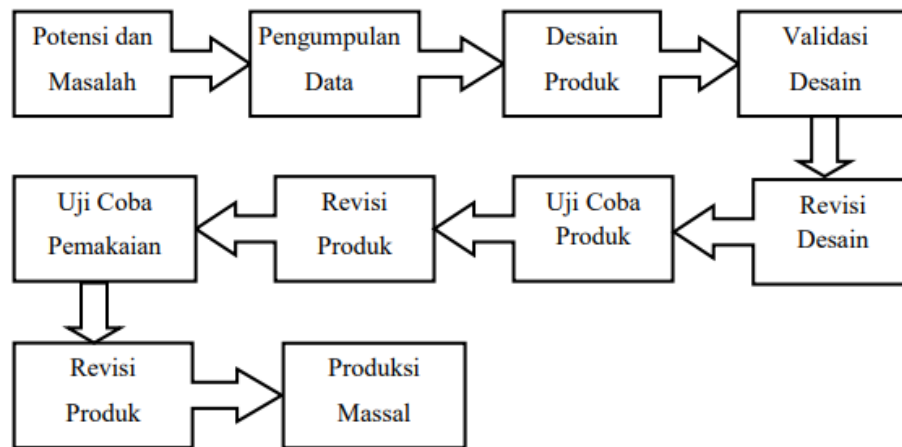 Potensi dan
Masalah
Pengumpulan
Data
Desain
Produk
Validasi
Desain
Revisi
Desain
Uji Coba
Produk
Revisi
Produk
Uji Coba
Pemakaian
Revisi
Produk
Produksi
Massal